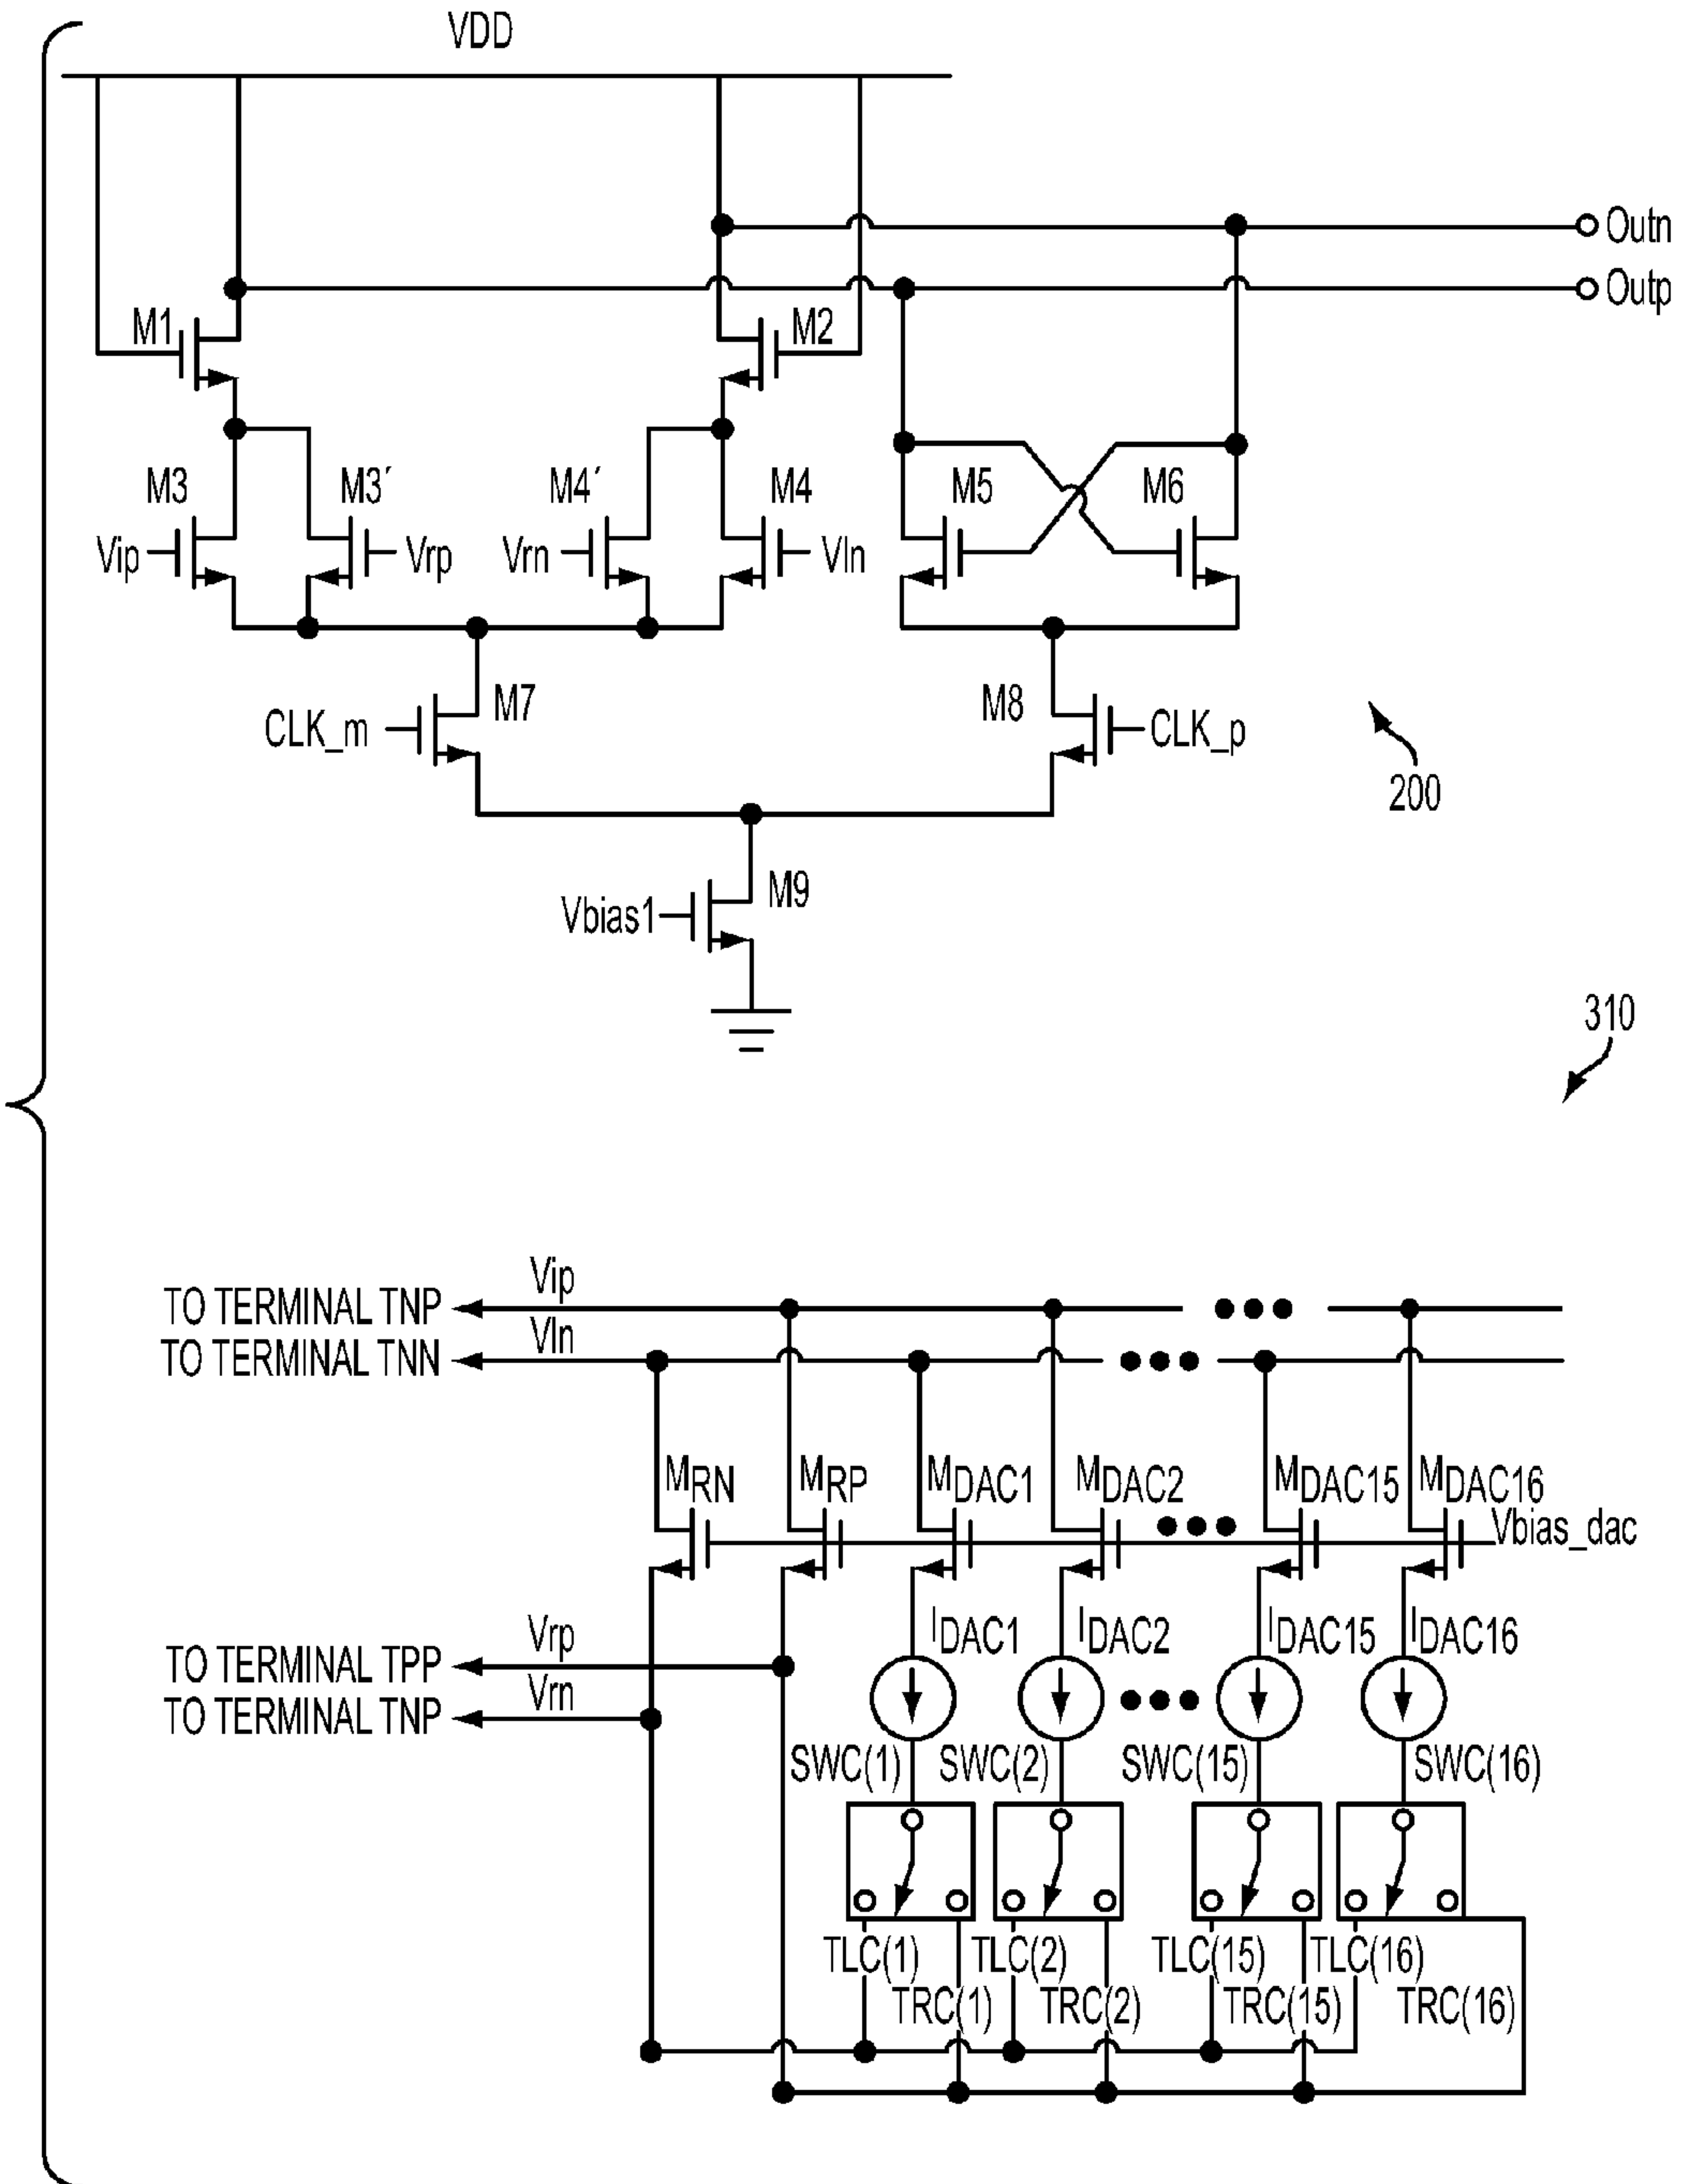 VDD
Outn
Outp
M1
M2
M3
M3´
M4´
M4
M5
M6
Vip
Vrp
Vrn
VIn
CLK_m
M7
M8
CLK_p
200
Vbias1
M9
310
TO TERMINAL TNP
Vip
TO TERMINAL TNN
VIn
MRN
MRP
MDAC1
MDAC2
MDAC15
MDAC16
Vbias_dac
IDAC1
IDAC2
IDAC15
IDAC16
TO TERMINAL TPP
Vrp
TO TERMINAL TNP
Vrn
SWC(1)
SWC(2)
SWC(15)
SWC(16)
TLC(1)
TLC(2)
TLC(15)
TLC(16)
TRC(1)
TRC(2)
TRC(15)
TRC(16)